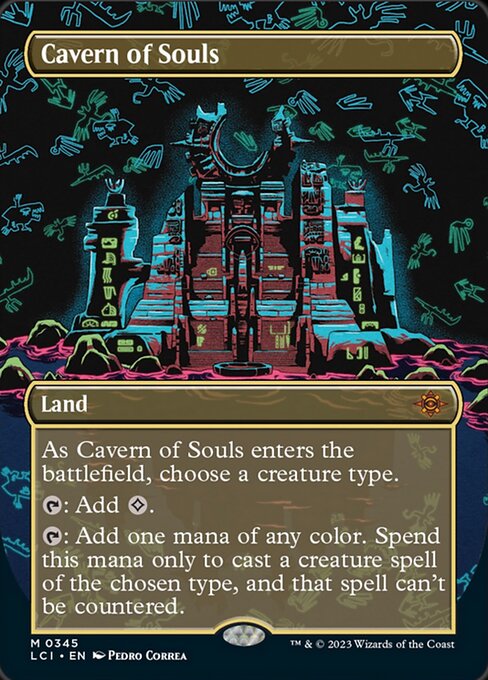 Cavern of Souls
Land
As Cavern of Souls enters the
battlefield, choose a creature type.
: Add .
: Add one mana of any color. Spend
this mana only to cast a creature spell
of the chosen type, and that spell can't
be countered.
M 0345
LCI • EN Pedro Correa
™ & © 2023 Wizards of the Coast